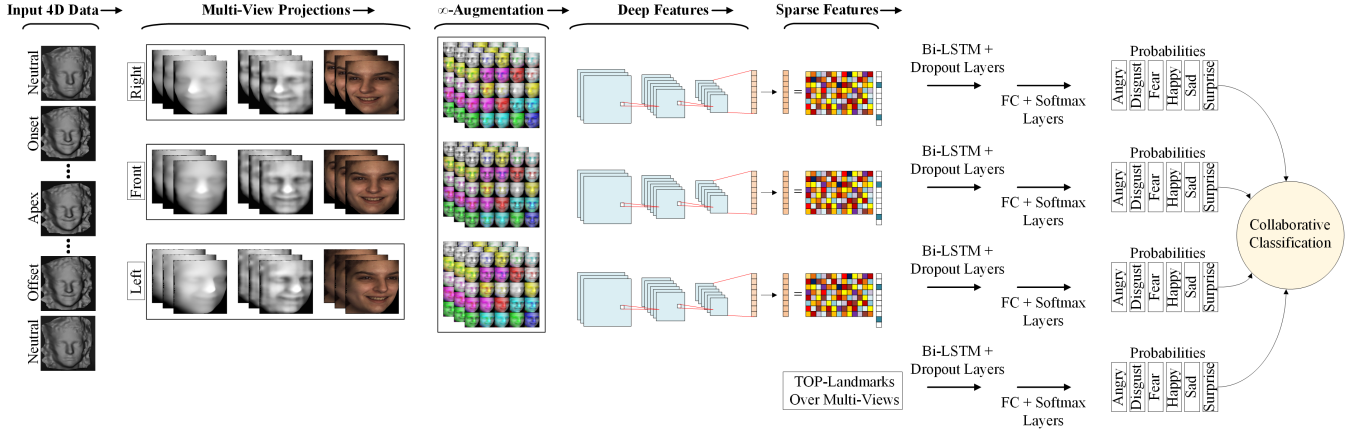 Input 4D Data
Multi-View Projections
∞-Augmentation
Deep Features
Sparse Features
Neutral
Onset
Apex
Offset
Neutral
Right
Front
Left
=
=
=
Bi-LSTM +
Dropout Layers
FC + Softmax
Layers
Probabilities
Angry
Disgust
Fear
Happy
Sad
Surprise
Bi-LSTM +
Dropout Layers
FC + Softmax
Layers
Probabilities
Angry
Disgust
Fear
Happy
Sad
Surprise
Bi-LSTM +
Dropout Layers
FC + Softmax
Layers
Probabilities
Angry
Disgust
Fear
Happy
Sad
Surprise
TOP-Landmarks
Over Multi-Views
Bi-LSTM +
Dropout Layers
FC + Softmax
Layers
Probabilities
Angry
Disgust
Fear
Happy
Sad
Surprise
Collaborative
Classification